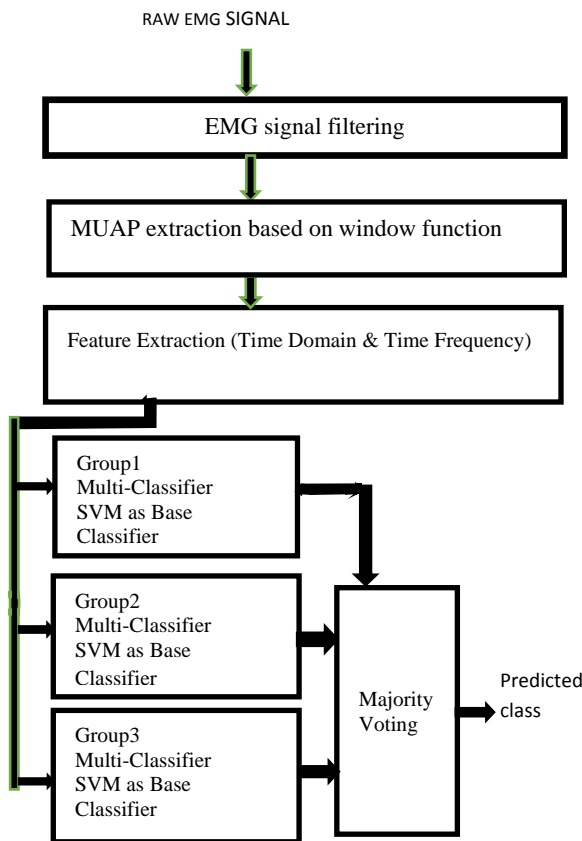 RAW EMG SIGNAL
EMG signal filtering
MUAP extraction based on window function
Feature Extraction (Time Domain & Time Frequency)
Group1
Multi-Classifier
SVM as Base
Classifier
Group2
Multi-Classifier
SVM as Base
Classifier
Group3
Multi-Classifier
SVM as Base
Classifier
Majority
Voting
Predicted
class